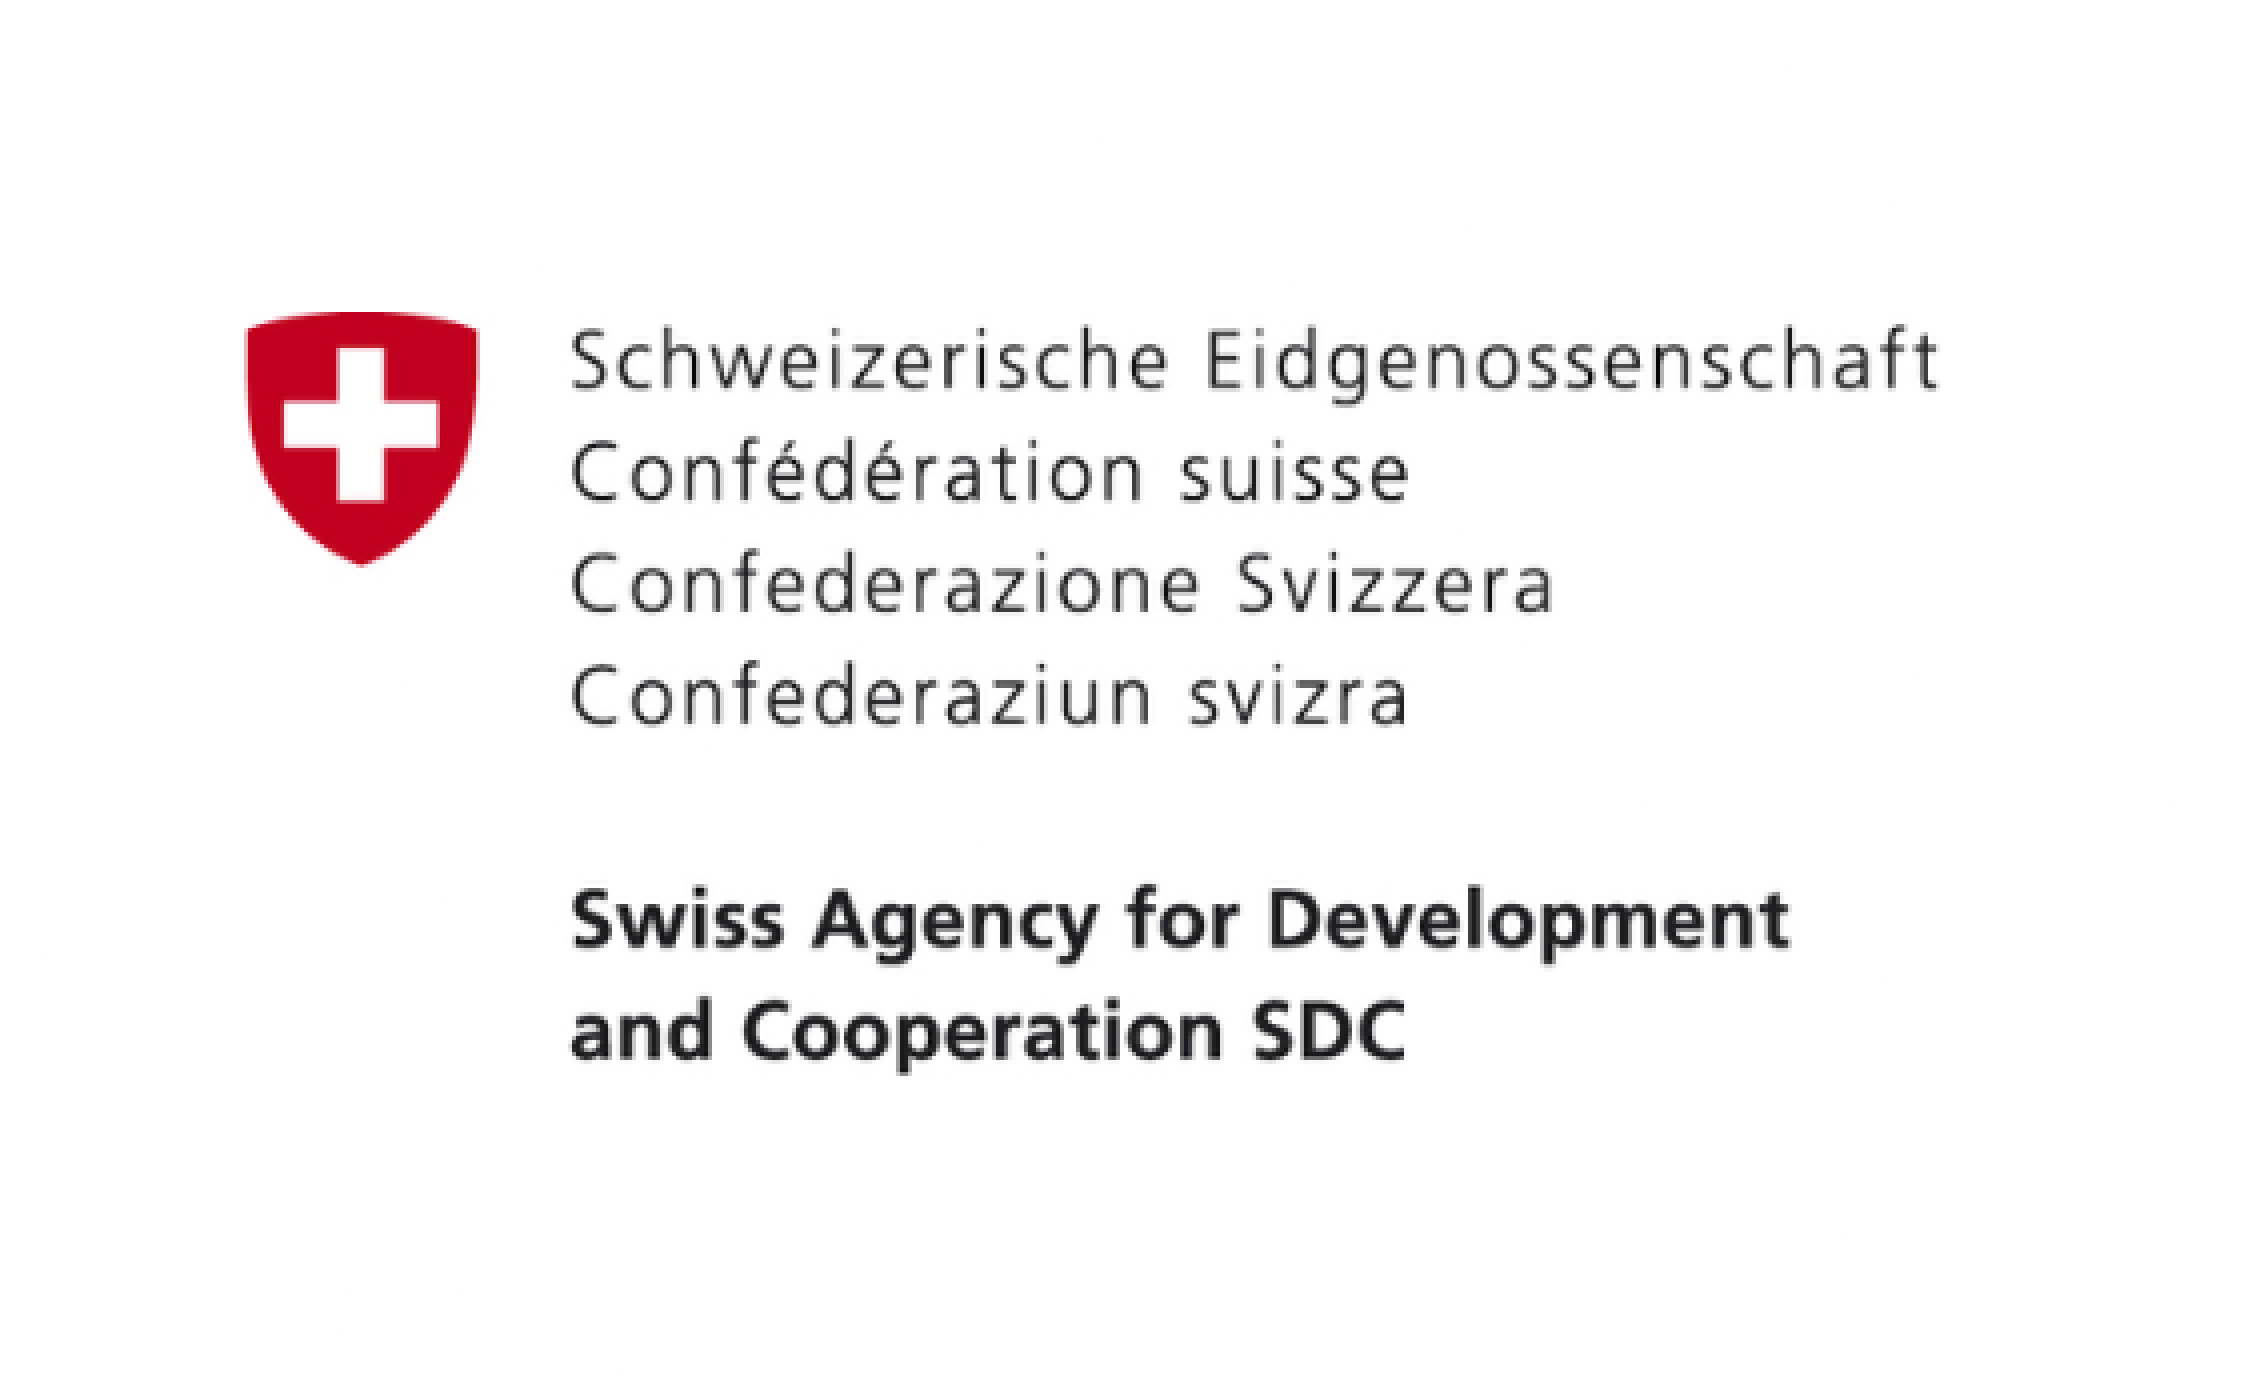 Schweizerische Eidgenossenschaft
Confédération suisse
Confederazione Svizzera
Confederaziun svizra
Swiss Agency for Development
and Cooperation SDC